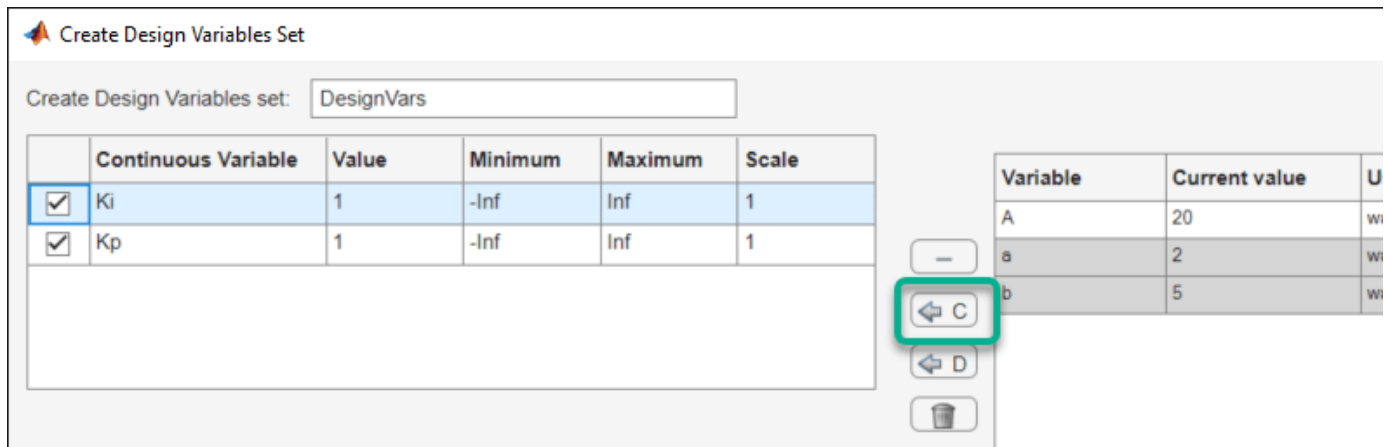 Create Design Variables Set
Create Design Variables set: DesignVars
Continuous Variable Value Minimum Maximum Scale
Ki 1 -Inf Inf 1
Kp 1 -Inf Inf 1
Variable Current value
A 20
a 2
b 5
C
D